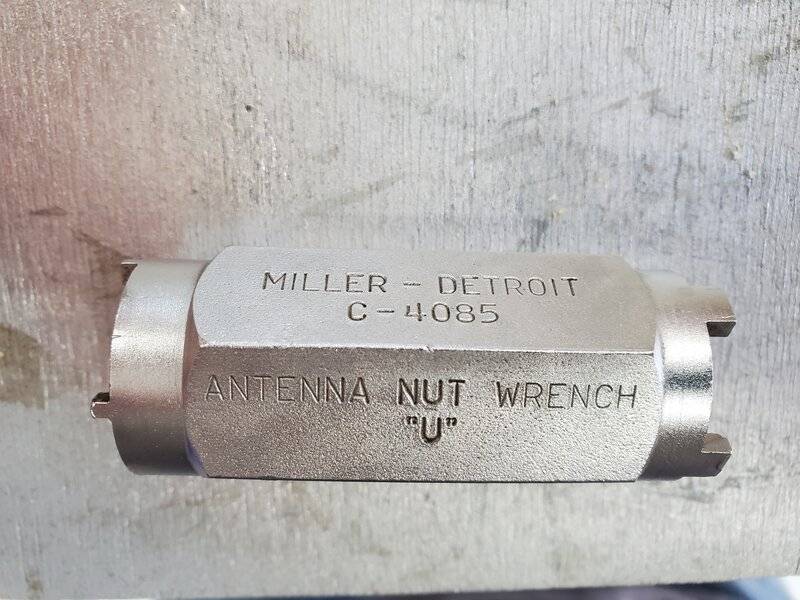 MILLER - DETROIT
C-4085
ANTENNA NUT WRENCH
"U"